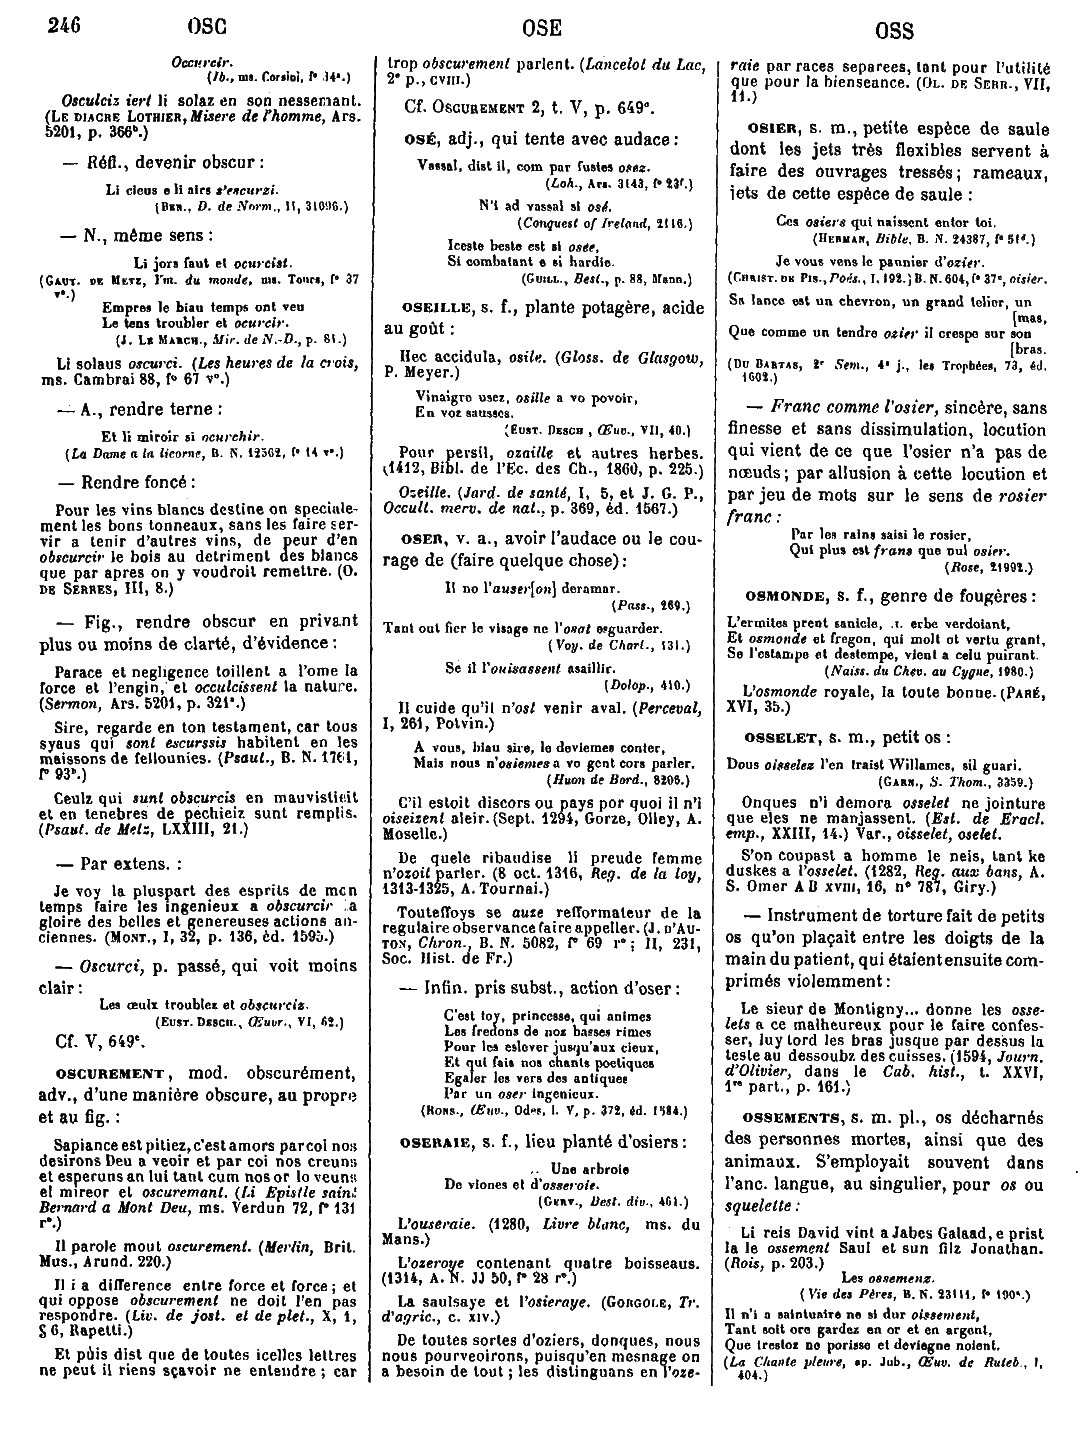 246 OSC OSE OSS
Occurcir.
(Ib., ms. Corsini, fº 14ª.)
Osculciz iert li solaz en son nessemant.
(LE DIACRE LOTHIER, Misere de l'homme, Ars.
5201, p. 366ᵇ.)
— Réfl., devenir obscur :
Li cieus e li airs s'escurzi.
(BEN., D. de Norm., II, 31096.)
— N., même sens :
Li jors faut et ocurcist.
(GAUT. DE METZ, Ym. du monde, ms. Tours, fº 37
vº.)
Empres le biau temps ont veu
Le tens troubler et ocurcir.
(J. LE MARCH., Mir. de N.-D., p. 81.)
Li solaus oscurci. (Les heures de la crois,
ms. Cambrai 88, fº 67 vº.)
— A., rendre terne :
Et li miroir si ocurchir.
(La Dame a la licorne, B. N. 12562, fº 14 vº.)
— Rendre foncé :
Pour les vins blancs destine on speciale-
ment les bons tonneaux, sans les faire ser-
vir a tenir d'autres vins, de peur d'en
obscurcir le bois au detriment des blancs
que par apres on y voudroit remettre. (O.
DE SERRES, III, 8.)
— Fig., rendre obscur en privant
plus ou moins de clarté, d'évidence :
Parace et negligence toillent a l'ome la
force et l'engin, et occulcissent la nature.
(Sermon, Ars. 5201, p. 321ª.)
Sire, regarde en ton testament, car tous
syaus qui sont escurssis habitent en les
maissons de fellounies. (Psaut., B. N. 1761,
fº 93ᵇ.)
Ceulz qui sunt obscurcis en mauvistieit
et en tenebres de pechieiz sunt remplis.
(Psaut. de Metz, LXXIII, 21.)
— Par extens. :
Je voy la pluspart des esprits de mon
temps faire les ingenieux a obscurcir la
gloire des belles et genereuses actions an-
ciennes. (MONT., I, 32, p. 136, éd. 1595.)
— Oscurci, p. passé, qui voit moins
clair :
Les œulx troublez et obscurciz.
(EUST. DESCH., Œuvr., VI, 62.)
Cf. V, 649ᶜ.
OSCUREMENT, mod. obscurément,
adv., d'une manière obscure, au propre
et au fig. :
Sapiance est pitiez, c'est amors par coi nos
desirons Deu a veoir et par coi nos creuns
et esperuns an lui tant cum nos or lo veuns
el mireor et oscuremant. (Li Epistle saint
Bernard a Mont Deu, ms. Verdun 72, fº 131
rº.)
Il parole mout oscurement. (Merlin, Brit.
Mus., Arund. 220.)
Il i a difference entre force et force ; et
qui oppose obscurement ne doit l'en pas
respondre. (Liv. de jost. et de plet., X, 1,
§ 6, Rapetti.)
Et pùis dist que de toutes icelles lettres
ne peut il riens sçavoir ne entendre ; car
trop obscurement parlent. (Lancelot du Lac,
2ᵉ p., CVIII.)
Cf. OSCUREMENT 2, t. V, p. 649ᶜ.
OSÉ, adj., qui tente avec audace :
Vassal, dist il, com par fustes osez.
(Loh., Ars. 3143, fº 23ᶠ.)
N'i ad vassal si osé.
(Conquest of Ireland, 2116.)
Iceste beste est si osee,
Si combatant e si hardie.
(GUILL., Best., p. 88, Mann.)
OSEILLE, s. f., plante potagère, acide
au goût :
Hec accidula, osile. (Gloss. de Glasgow,
P. Meyer.)
Vinaigre usez, osille a vo povoir,
En voz sausses.
(EUST. DESCH , Œuv., VII, 40.)
Pour persil, ozaille et autres herbes.
(1412, Bibl. de l'Ec. des Ch., 1860, p. 225.)
Ozeille. (Jard. de santé, I, 5, et J. G. P.,
Occult. merv. de nat., p. 369, éd. 1567.)
OSER, v. a., avoir l'audace ou le cou-
rage de (faire quelque chose) :
Il no l'auser[on] deramar.
(Pass., 269.)
Tant out fier le visage ne l'osat esguarder.
(Voy. de Charl., 131.)
Se il l'ouisassent asaillir.
(Dolop., 410.)
Il cuide qu'il n'ost venir aval. (Perceval,
I, 261, Potvin.)
A vous, biau sire, le deviemes conter,
Mais nous n'osiemes a vo gent cors parler.
(Huon de Bord., 8206.)
C'il estoit discors ou pays por quoi il n'i
oiseizent aleir. (Sept. 1294, Gorze, Olley, A.
Moselle.)
De quele ribaudise li preude femme
n'ozoit parler. (8 oct. 1316, Reg. de la loy,
1313-1325, A. Tournai.)
Touteffoys se auze refformateur de la
regulaire observance faire appeller. (J. D'AU-
TON, Chron., B. N. 5082, fº 69 rº ; II, 231,
Soc. Hist. de Fr.)
— Infin. pris subst., action d'oser :
C'est toy, princesse, qui animes
Les fredons de noz basses rimes
Pour les eslever jusqu'aux cieux,
Et qui fais nos chants poetiques
Egaler les vers des antiques
Par un oser ingenieux.
(RONS., Œuv., Odes, l. V, p. 372, éd. 1584.)
OSERAIE, s. f., lieu planté d'osiers :
.. Une arbroie
De viones et d'osseroie.
(GERV., Best. div., 461.)
L'ouseraie. (1280, Livre blanc, ms. du
Mans.)
L'ozeroye contenant quatre boisseaus.
(1314, A. N. JJ 50, fº 28 rº.)
La saulsaye et l'osieraye. (GORGOLE, Tr.
d'agric., c. XIV.)
De toutes sortes d'oziers, donques, nous
nous pourveoirons, puisqu'en mesnage on
a besoin de tout ; les distinguans en l'oze-
raie par races separees, tant pour l'utilité
que pour la bienseance. (OL. DE SERR., VII,
11.)
OSIER, s. m., petite espèce de saule
dont les jets très flexibles servent à
faire des ouvrages tressés ; rameaux,
jets de cette espèce de saule :
Ces osiers qui naissent entor toi.
(HERMAN, Bible, B. N. 24387, fº 51ᵈ.)
Je vous vens le pannier d'ozier.
(CHRIST. DE PIS., Poés., I, 192.) B. N. 604, fº 37ᶜ, oisier.
Sa lance est un chevron, un grand telier, un
[mas,
Que comme un tendre ozier il crespe sur son
[bras.
(DU BARTAS, 2ᵉ Sem., 4ᵉ j., les Trophées, 73, éd.
1602.)
— Franc comme l'osier, sincère, sans
finesse et sans dissimulation, locution
qui vient de ce que l'osier n'a pas de
nœuds ; par allusion à cette locution et
par jeu de mots sur le sens de rosier
franc :
Par les rains saisi le rosier,
Qui plus est frans que nul osier.
(Rose, 21992.)
OSMONDE, s. f., genre de fougères :
L'ermites prent sanicle, .I. erbe verdoiant,
Et osmonde et fregon, qui molt ot vertu grant,
Se l'estampe et destempe, vient a celu puirant.
(Naiss. du Chev. au Cygne, 1980.)
L'osmonde royale, la toute bonne. (PARÉ,
XVI, 35.)
OSSELET, s. m., petit os :
Dous oisselez l'en traist Willames, sil guari.
(GARN., S. Thom., 3359.)
Onques n'i demora osselet ne jointure
que eles ne manjassent. (Est. de Eracl.
emp., XXIII, 14.) Var., oisselet, oselet.
S'on coupast a homme le neis, tant ke
duskes a l'osselet. (1282, Reg. aux bans, A.
S. Omer AB XVIII, 16, nº 787, Giry.)
— Instrument de torture fait de petits
os qu'on plaçait entre les doigts de la
main du patient, qui étaient ensuite com-
primés violemment :
Le sieur de Montigny... donne les osse-
lets a ce malheureux pour le faire confes-
ser, luy tord les bras jusque par dessus la
teste au dessoubz des cuisses. (1594, Journ.
d'Olivier, dans le Cab. hist., t. XXVI,
1ʳᵉ part., p. 161.)
OSSEMENTS, s. m. pl., os décharnés
des personnes mortes, ainsi que des
animaux. S'employait souvent dans
l'anc. langue, au singulier, pour os ou
squelette :
Li reis David vint a Jabes Galaad, e prist
la le ossement Saul et sun filz Jonathan.
(Rois, p. 203.)
Les ossemenz.
(Vie des Pères, B. N. 23111, fº 190ᵃ.)
Il n'i a saintuaire ne si dur oissement,
Tant soit ore gardez en or et en argent,
Que trestoz ne porisse et deviegne noient.
(La Chante pleure, ap. Jub., Œuv. de Ruteb., I,
404.)